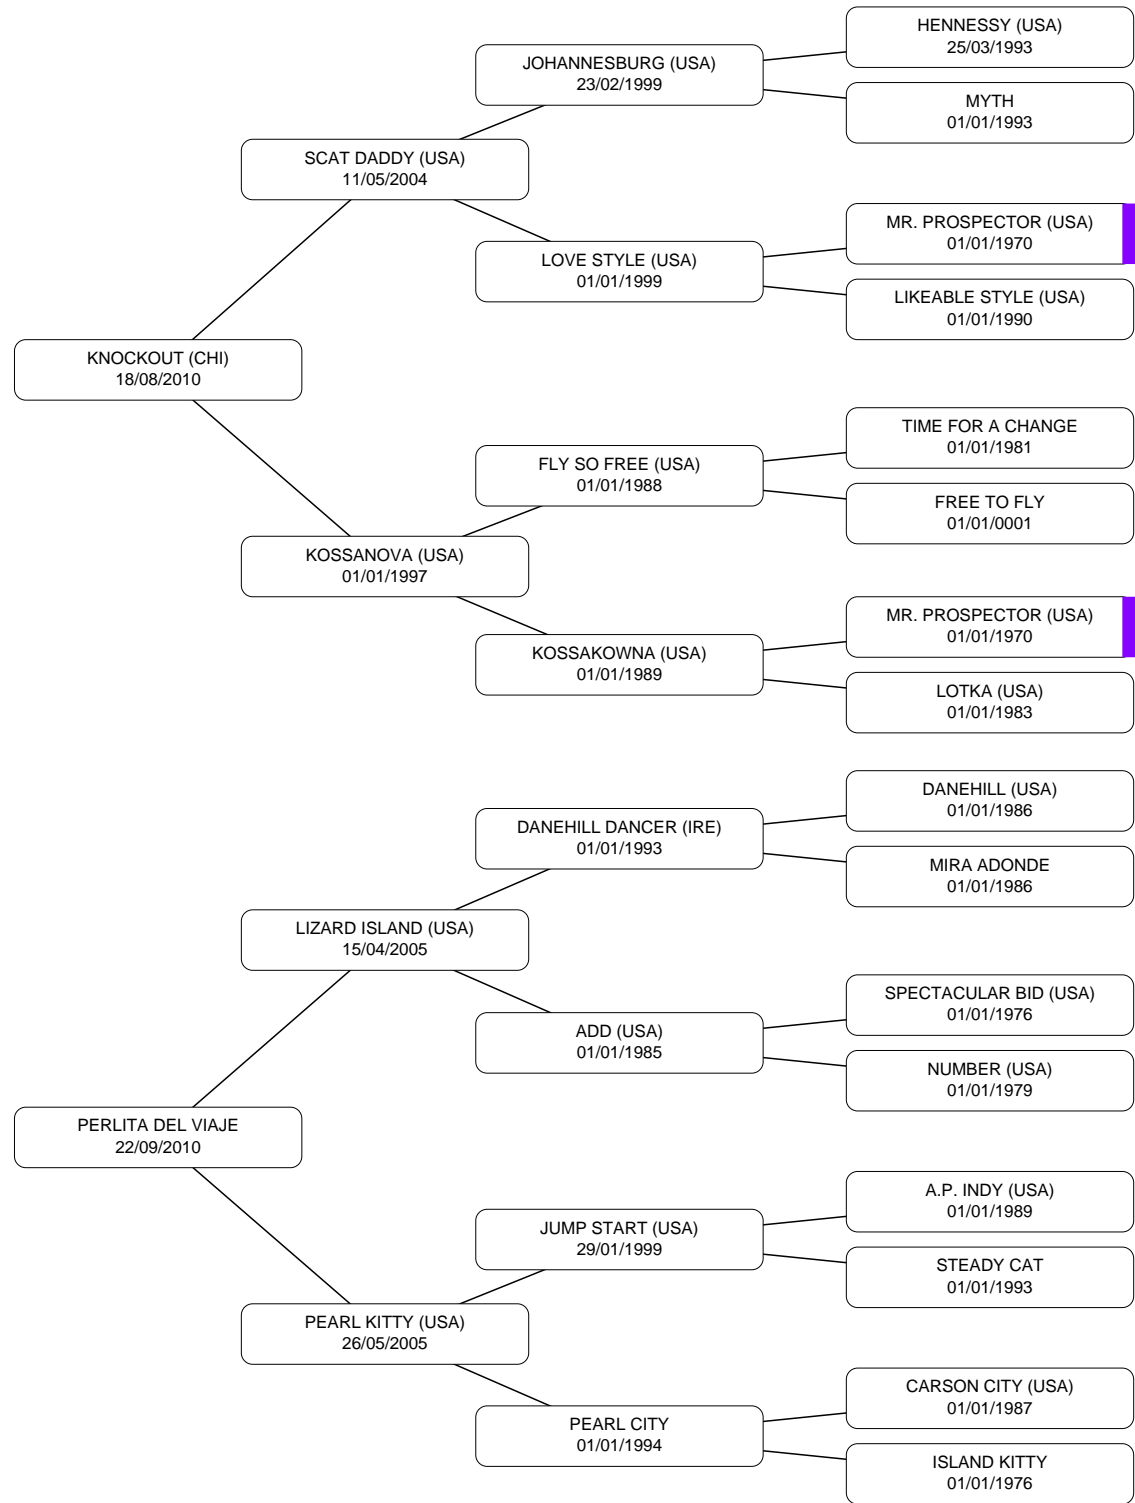 HENNESSY (USA)
25/03/1993
JOHANNESBURG (USA)
23/02/1999
MYTH
01/01/1993
SCAT DADDY (USA)
11/05/2004
MR. PROSPECTOR (USA)
01/01/1970
LOVE STYLE (USA)
01/01/1999
LIKEABLE STYLE (USA)
01/01/1990
KNOCKOUT (CHI)
18/08/2010
TIME FOR A CHANGE
01/01/1981
FLY SO FREE (USA)
01/01/1988
FREE TO FLY
01/01/0001
KOSSANOVA (USA)
01/01/1997
MR. PROSPECTOR (USA)
01/01/1970
KOSSAKOWNA (USA)
01/01/1989
LOTKA (USA)
01/01/1983
DANEHILL (USA)
01/01/1986
DANEHILL DANCER (IRE)
01/01/1993
MIRA ADONDE
01/01/1986
LIZARD ISLAND (USA)
15/04/2005
SPECTACULAR BID (USA)
01/01/1976
ADD (USA)
01/01/1985
NUMBER (USA)
01/01/1979
PERLITA DEL VIAJE
22/09/2010
A.P. INDY (USA)
01/01/1989
JUMP START (USA)
29/01/1999
STEADY CAT
01/01/1993
PEARL KITTY (USA)
26/05/2005
CARSON CITY (USA)
01/01/1987
PEARL CITY
01/01/1994
ISLAND KITTY
01/01/1976